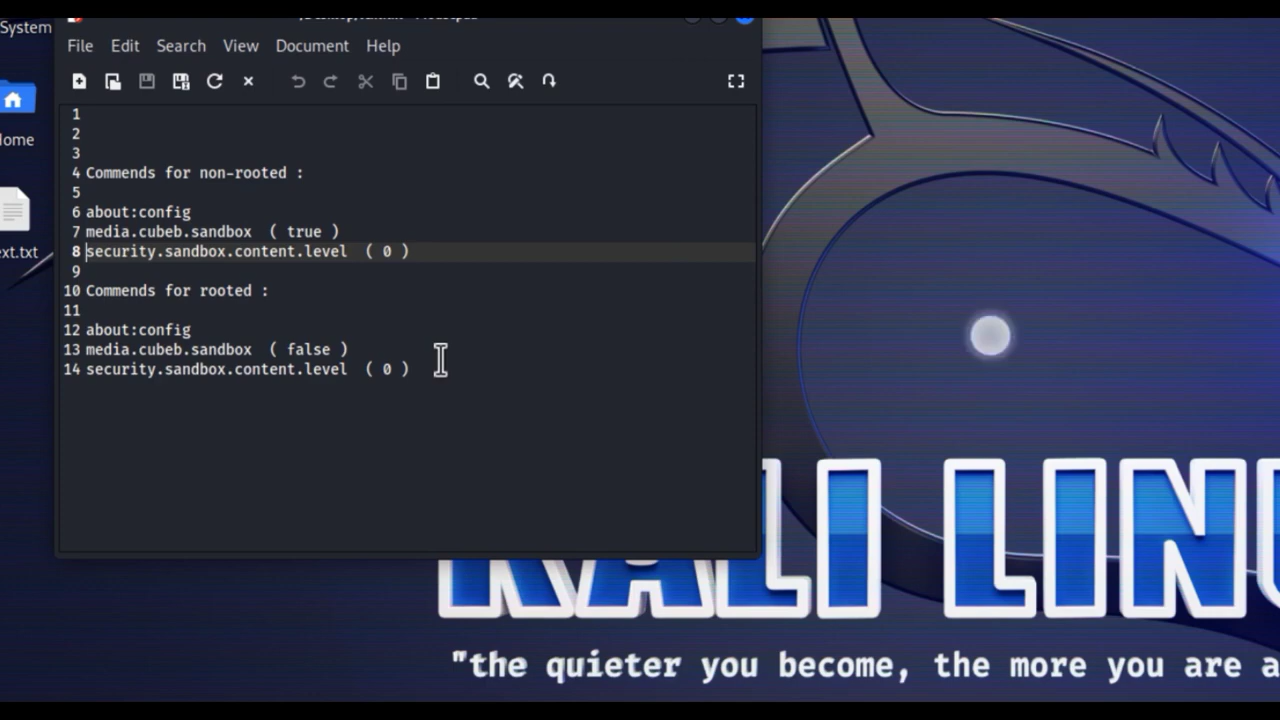 System
File Edit Search View Document Help
ome
ext.txt
1
2
3
4 Commends for non-rooted :
5
6 about:config
7 media.cubeb.sandbox ( true )
8 security.sandbox.content.level ( 0 )
9
10 Commends for rooted :
11
12 about:config
13 media.cubeb.sandbox ( false )
14 security.sandbox.content.level ( 0 )
KALI LINU
"the quieter you become, the more you are a